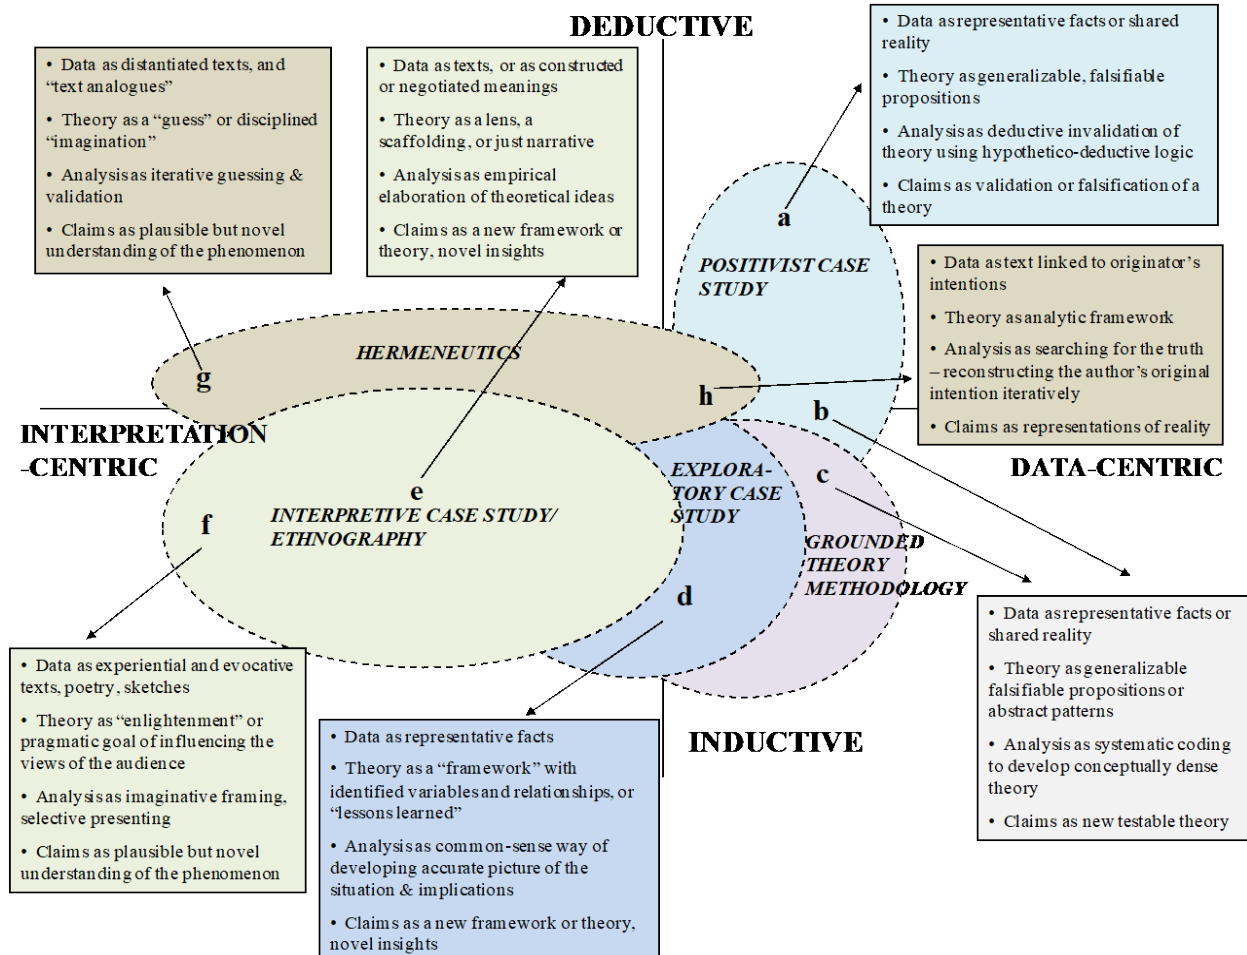 DEDUCTIVE
• Data as distantiated texts, and
“text analogues”
• Theory as a “guess” or disciplined
“imagination”
• Analysis as iterative guessing &
validation
• Claims as plausible but novel
understanding of the phenomenon
• Data as texts, or as constructed
or negotiated meanings
• Theory as a lens, a
scaffolding, or just narrative
• Analysis as empirical
elaboration of theoretical ideas
• Claims as a new framework or
theory, novel insights
• Data as representative facts or shared
reality
• Theory as generalizable, falsifiable
propositions
• Analysis as deductive invalidation of
theory using hypothetico-deductive logic
• Claims as validation or falsification of a
theory
a
POSITIVIST CASE
STUDY
• Data as text linked to originator’s
intentions
• Theory as analytic framework
• Analysis as searching for the truth
– reconstructing the author’s original
intention iteratively
• Claims as representations of reality
HERMENEUTICS
g
h
b
INTERPRETATION
-CENTRIC
DATA-CENTRIC
e
INTERPRETIVE CASE STUDY/
ETHNOGRAPHY
f
EXPLORA-
TORY CASE
STUDY
c
GROUNDED
THEORY
METHODOLOGY
d
• Data as experiential and evocative
texts, poetry, sketches
• Theory as “enlightenment” or
pragmatic goal of influencing the
views of the audience
• Analysis as imaginative framing,
selective presenting
• Claims as plausible but novel
understanding of the phenomenon
• Data as representative facts
• Theory as a “framework” with
identified variables and relationships, or
“lessons learned”
• Analysis as common-sense way of
developing accurate picture of the
situation & implications
• Claims as a new framework or theory,
novel insights
INDUCTIVE
• Data as representative facts or
shared reality
• Theory as generalizable
falsifiable propositions or
abstract patterns
• Analysis as systematic coding
to develop conceptually dense
theory
• Claims as new testable theory